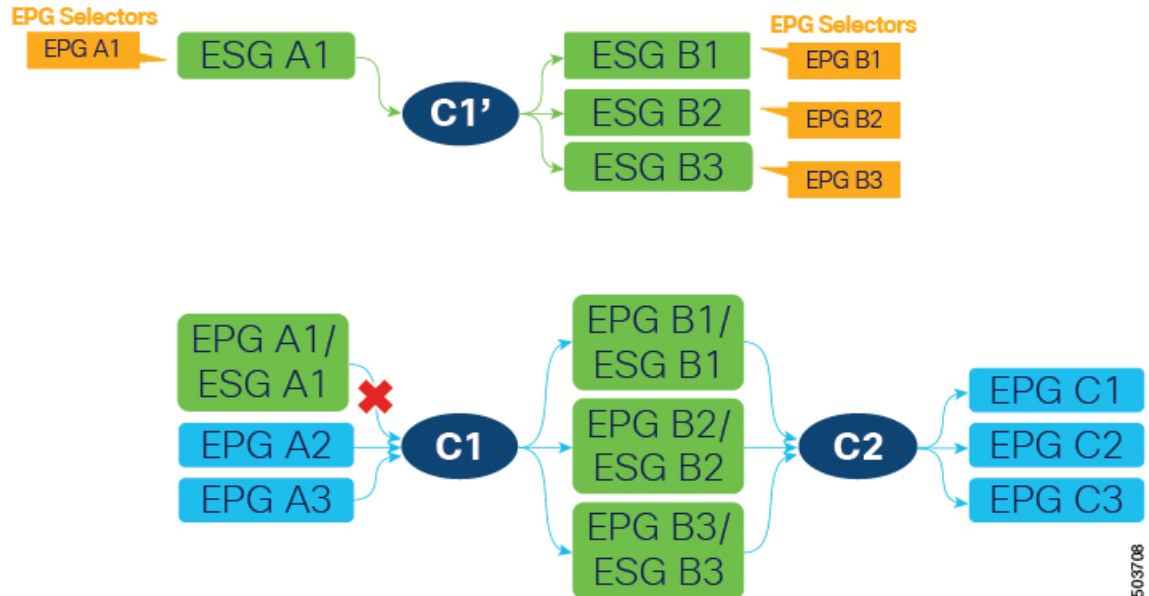 EPG Selectors
EPG A1
ESG A1
C1’
ESG B1
ESG B2
ESG B3
EPG Selectors
EPG B1
EPG B2
EPG B3
EPG A1/
ESG A1
EPG A2
EPG A3
C1
EPG B1/
ESG B1
EPG B2/
ESG B2
EPG B3/
ESG B3
C2
EPG C1
EPG C2
EPG C3
503708